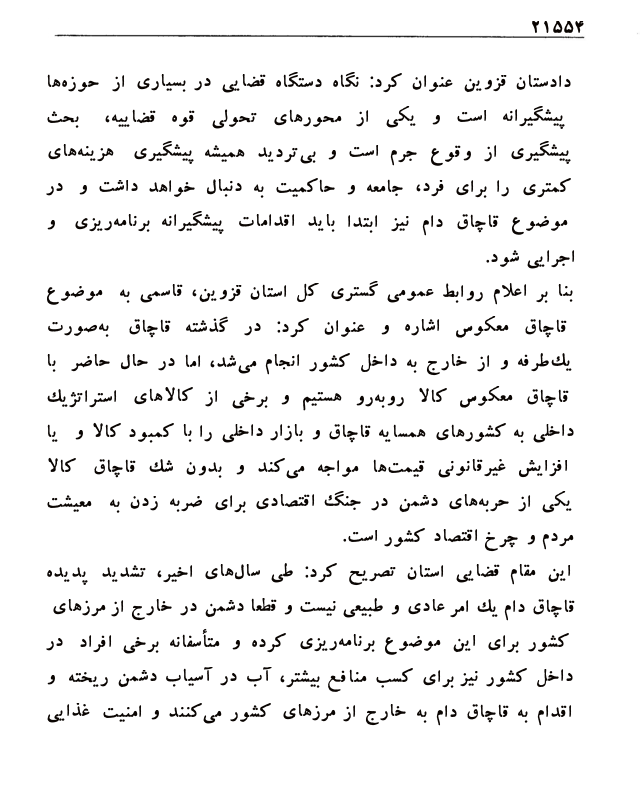 ۲۱۵۵۴
دادستان قزوین عنوان کرد: نگاه دستگاه قضایی در بسیاری از حوزه‌ها
پیشگیرانه است و یکی از محورهای تحولی قوه قضاییه، بحث
پیشگیری از وقوع جرم است و بی‌تردید همیشه پیشگیری هزینه‌های
کمتری را برای فرد، جامعه و حاکمیت به دنبال خواهد داشت و در
موضوع قاچاق دام نیز ابتدا باید اقدامات پیشگیرانه برنامه‌ریزی و
اجرایی شود.
بنا بر اعلام روابط عمومی گستری کل استان قزوین، قاسمی به موضوع
قاچاق معکوس اشاره و عنوان کرد: در گذشته قاچاق به‌صورت
یك‌طرفه و از خارج به داخل کشور انجام می‌شد، اما در حال حاضر با
قاچاق معکوس کالا روبه‌رو هستیم و برخی از کالاهای استراتژیك
داخلی به کشورهای همسایه قاچاق و بازار داخلی را با کمبود کالا و یا
افزایش غیرقانونی قیمت‌ها مواجه می‌کند و بدون شك قاچاق کالا
یکی از حربه‌های دشمن در جنگ اقتصادی برای ضربه زدن به معیشت
مردم و چرخ اقتصاد کشور است.
این مقام قضایی استان تصریح کرد: طی سال‌های اخیر، تشدید پدیده
قاچاق دام یك امر عادی و طبیعی نیست و قطعا دشمن در خارج از مرزهای
کشور برای این موضوع برنامه‌ریزی کرده و متأسفانه برخی افراد در
داخل کشور نیز برای کسب منافع بیشتر، آب در آسیاب دشمن ریخته و
اقدام به قاچاق دام به خارج از مرزهای کشور می‌کنند و امنیت غذایی